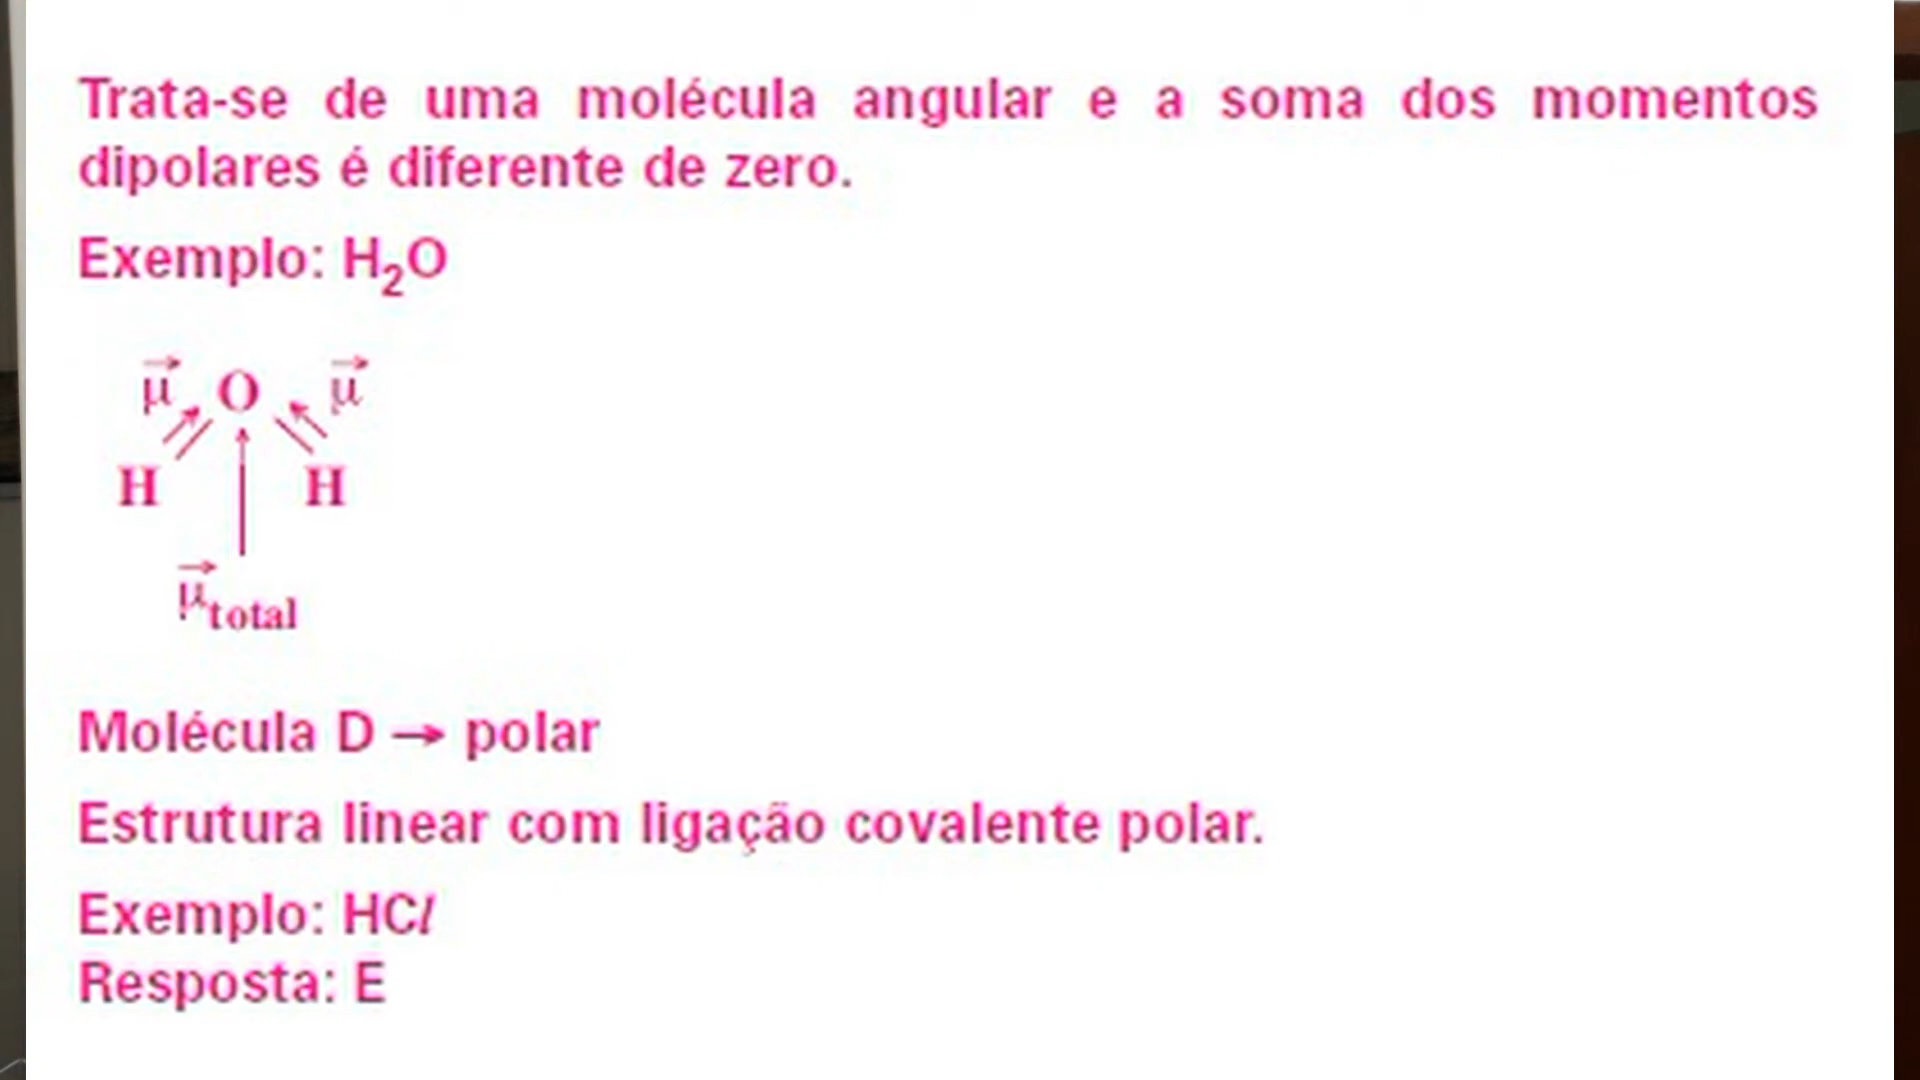 Trata-se de uma molécula angular e a soma dos momentos
dipolares é diferente de zero.
Exemplo: H₂O
μ⃗ O μ⃗
H H
μ⃗total
Molécula D → polar
Estrutura linear com ligação covalente polar.
Exemplo: HCl
Resposta: E